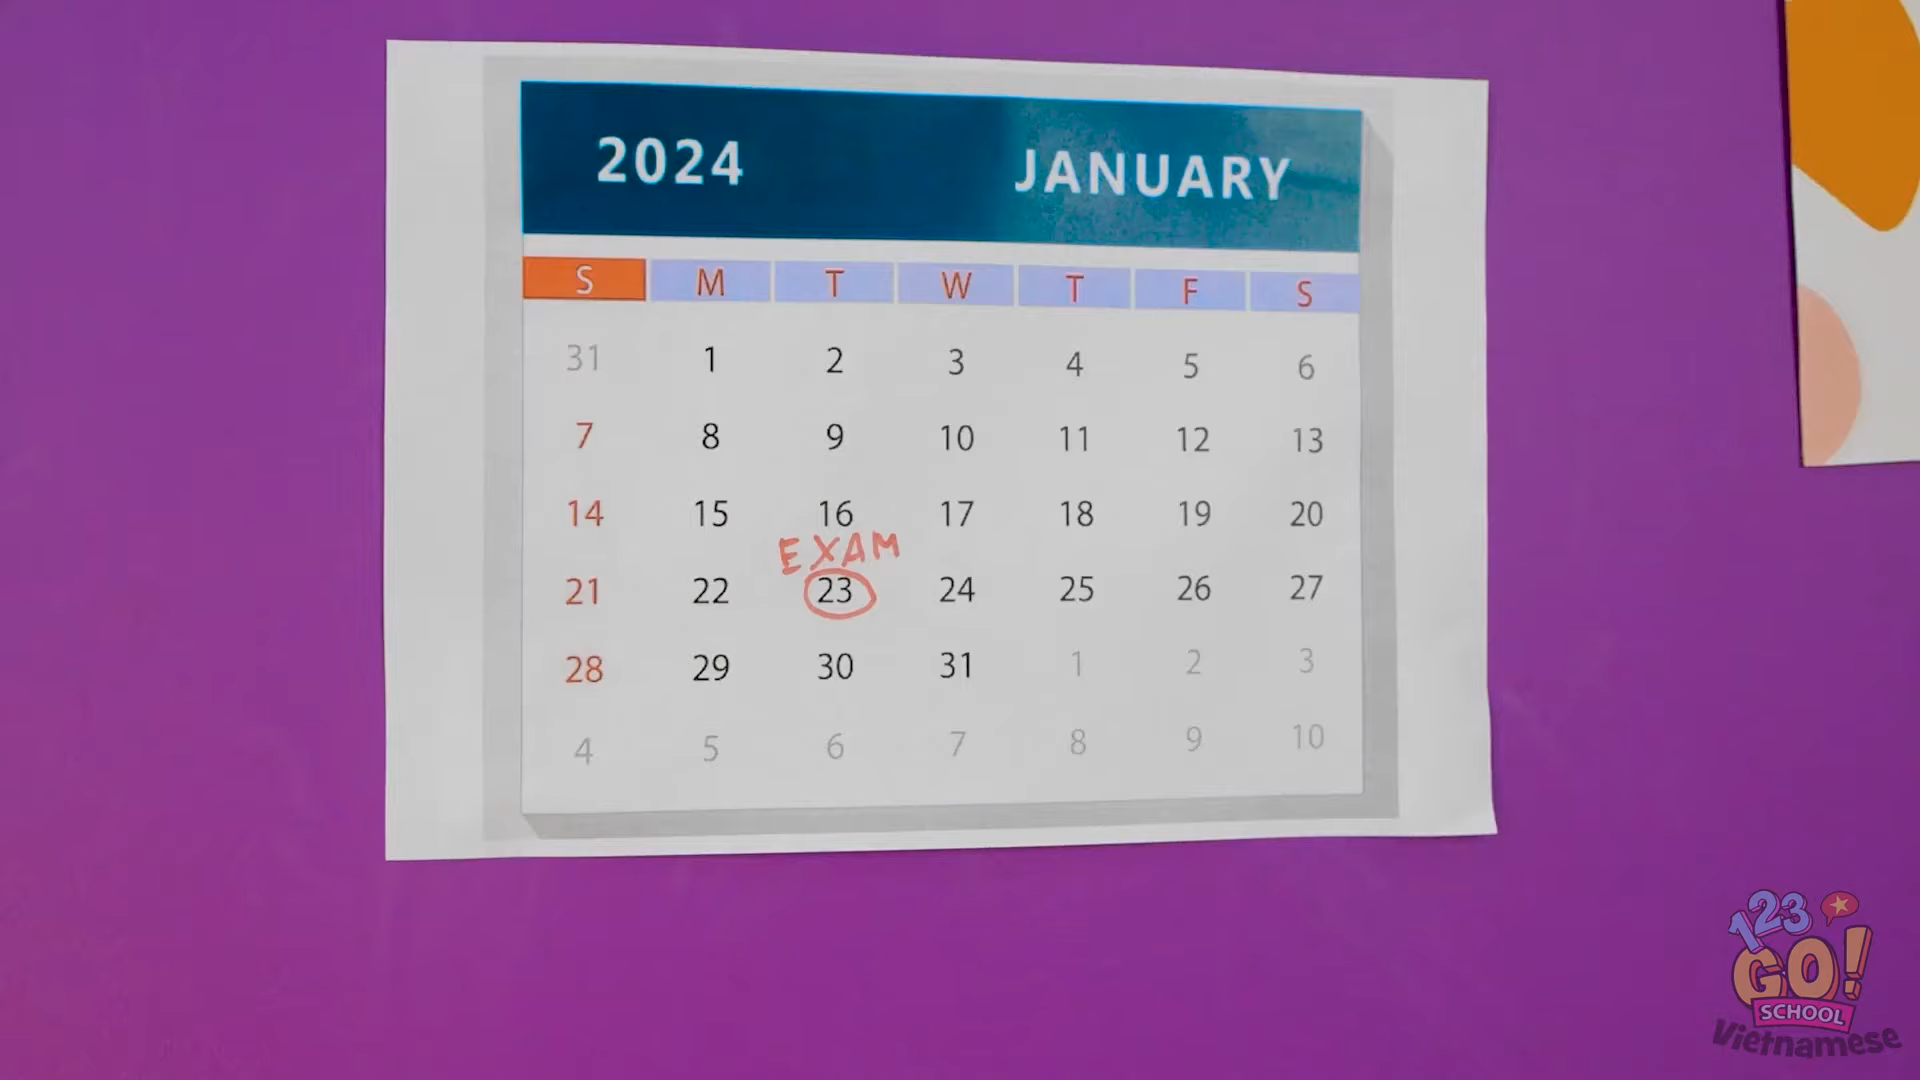 2024 JANUARY
S M T W T F S
31 1 2 3 4 5 6
7 8 9 10 11 12 13
14 15 16 17 18 19 20
EXAM
21 22 23 24 25 26 27
28 29 30 31 1 2 3
4 5 6 7 8 9 10
123
GO!
SCHOOL
Vietnamese